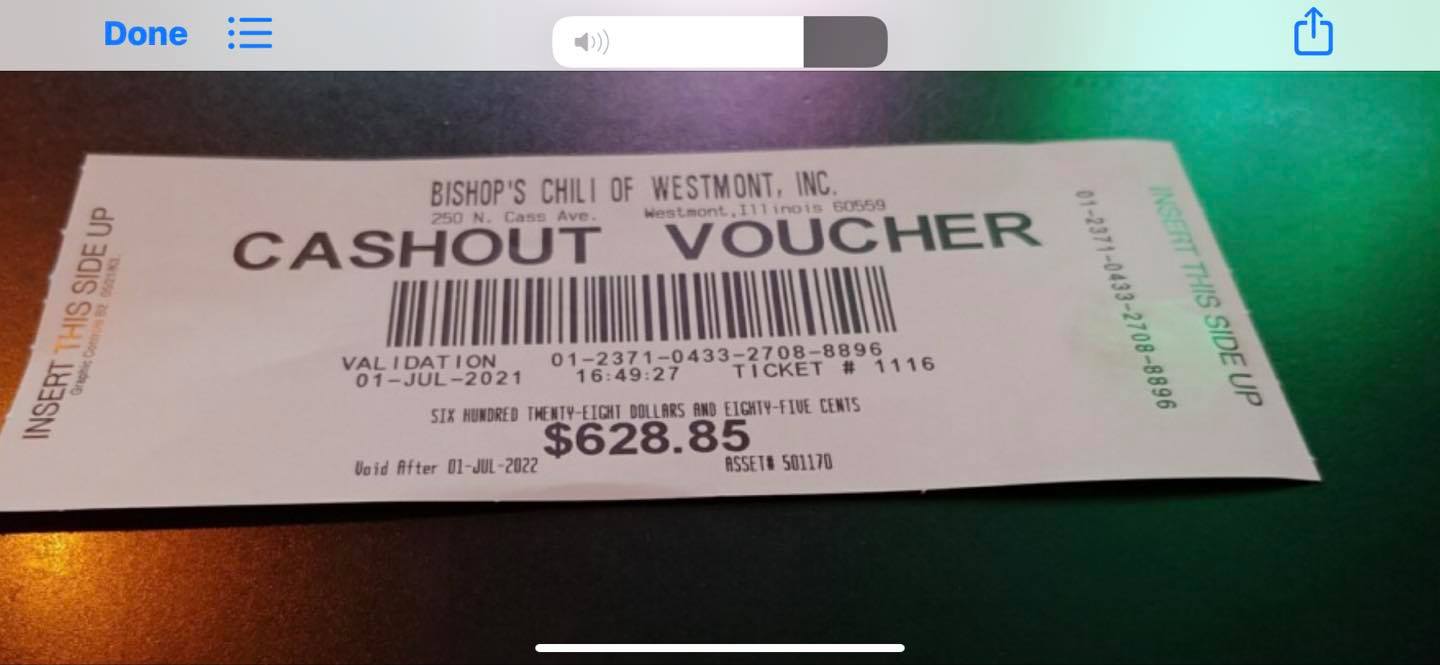 Done
BISHOP'S CHILI OF WESTMONT, INC.
250 N. Cass Ave. Westmont,Illinois 60559
CASHOUT VOUCHER
VALIDATION 01-2371-0433-2708-8896
01-JUL-2021 16:49:27 TICKET # 1116
SIX HUNDRED TWENTY-EIGHT DOLLARS AND EIGHTY-FIVE CENTS
$628.85
Void After 01-JUL-2022 ASSET# 501170
INSERT THIS SIDE UP
Graphic Controls
01-2371-0433-2708-8896
INSERT THIS SIDE UP